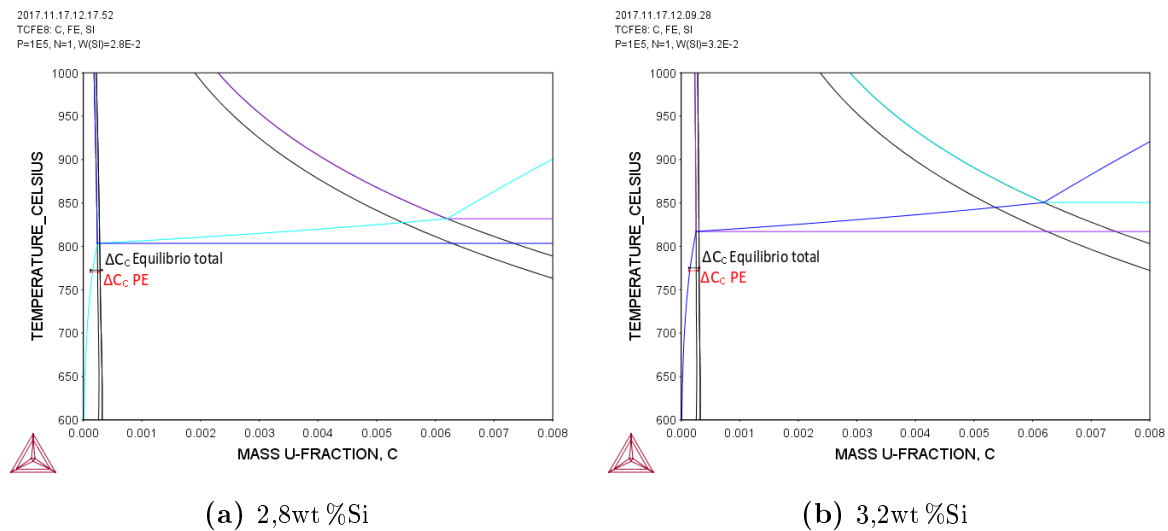 2017.11.17.12.17.52
TCFE8: C, FE, SI
P=1E5, N=1, W(SI)=2.8E-2
TEMPERATURE_CELSIUS
1000
950
900
850
800
750
700
650
600
ΔC_C Equilibrio total
ΔC_C PE
0.000 0.001 0.002 0.003 0.004 0.005 0.006 0.007 0.008
MASS U-FRACTION, C
(a) 2,8wt %Si
2017.11.17.12.09.28
TCFE8: C, FE, SI
P=1E5, N=1, W(SI)=3.2E-2
TEMPERATURE_CELSIUS
1000
950
900
850
800
750
700
650
600
ΔC_C Equilibrio total
ΔC_C PE
0.000 0.001 0.002 0.003 0.004 0.005 0.006 0.007 0.008
MASS U-FRACTION, C
(b) 3,2wt %Si